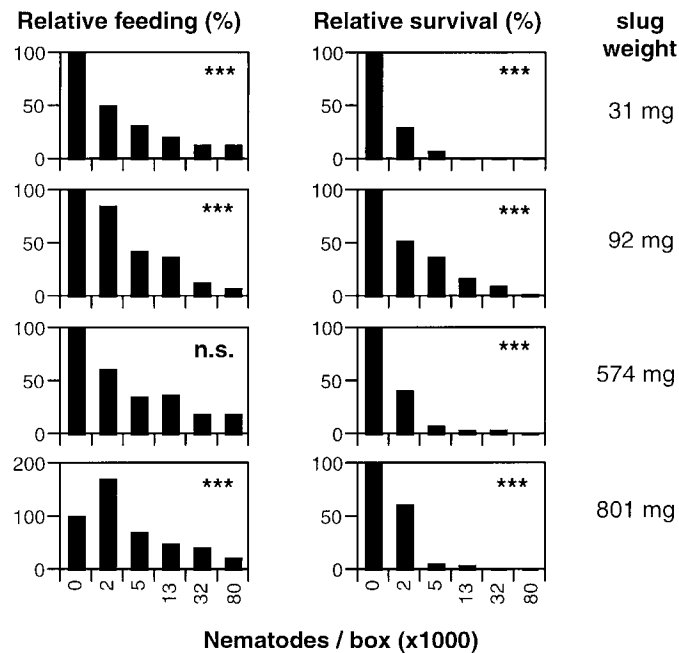 Relative feeding (%) Relative survival (%) slug
weight
100 *** 100 *** 31 mg
50 50
0 0
100 *** 100 *** 92 mg
50 50
0 0
100 n.s. 100 *** 574 mg
50 50
0 0
200 *** 100 *** 801 mg
100 50
0 0
0 2 5 13 32 80 0 2 5 13 32 80
Nematodes / box (x1000)